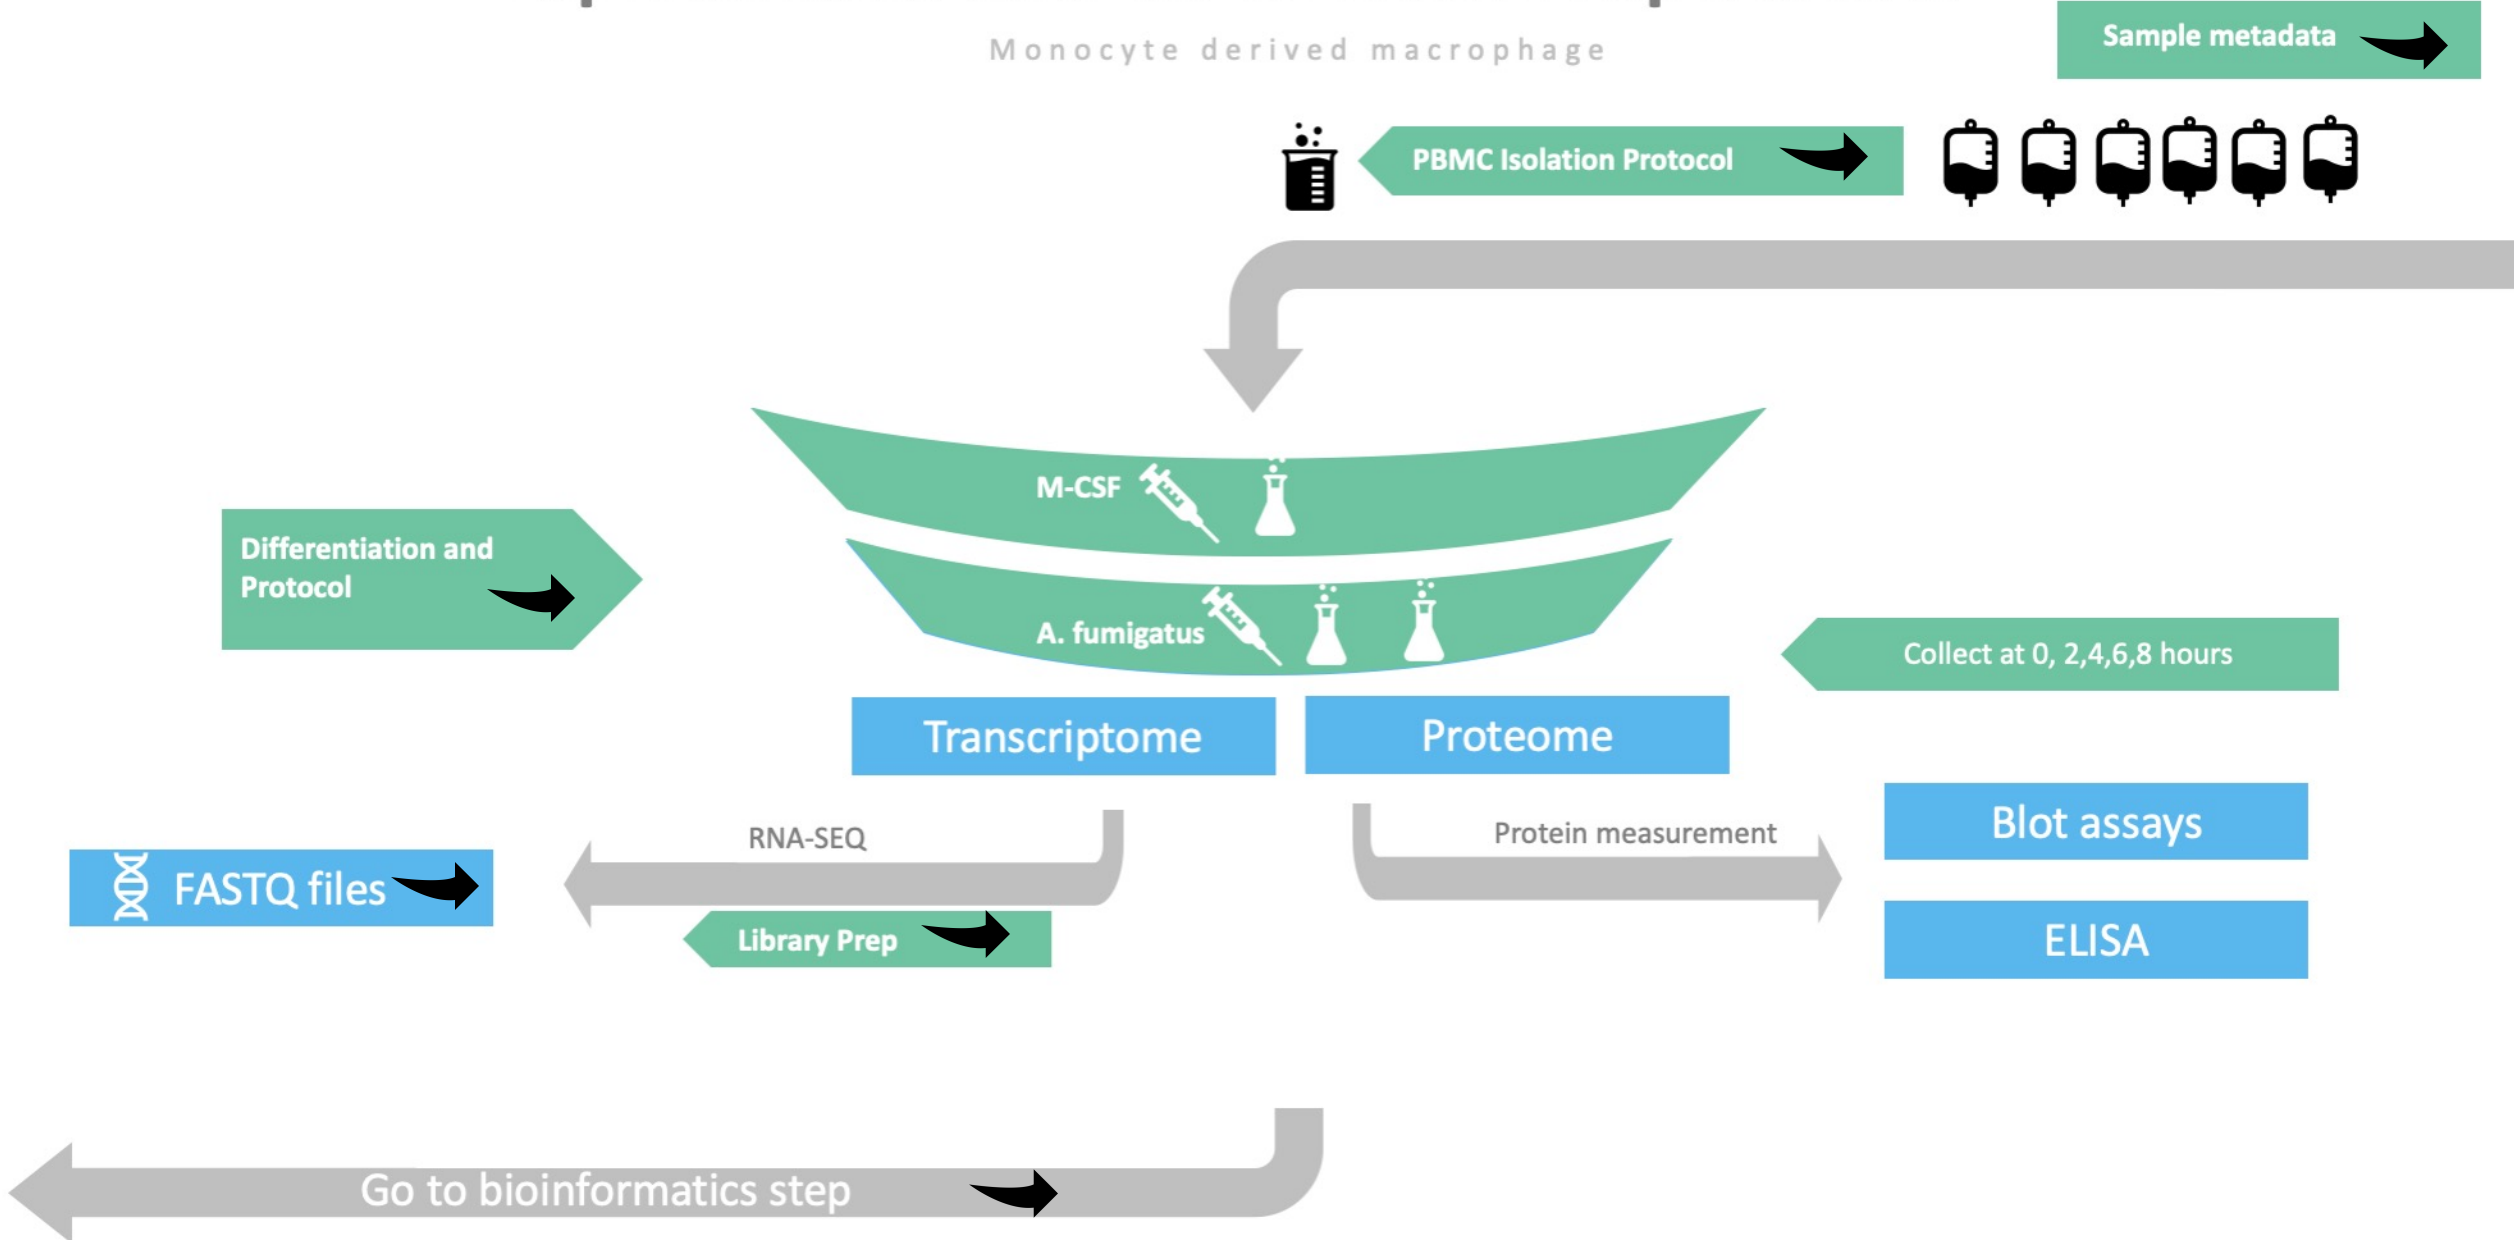 Monocyte derived macrophage
Sample metadata
PBMC Isolation Protocol
M-CSF
Differentiation and
Protocol
A. fumigatus
Collect at 0, 2,4,6,8 hours
Transcriptome
Proteome
Blot assays
RNA-SEQ
Protein measurement
FASTQ files
Library Prep
ELISA
Go to bioinformatics step